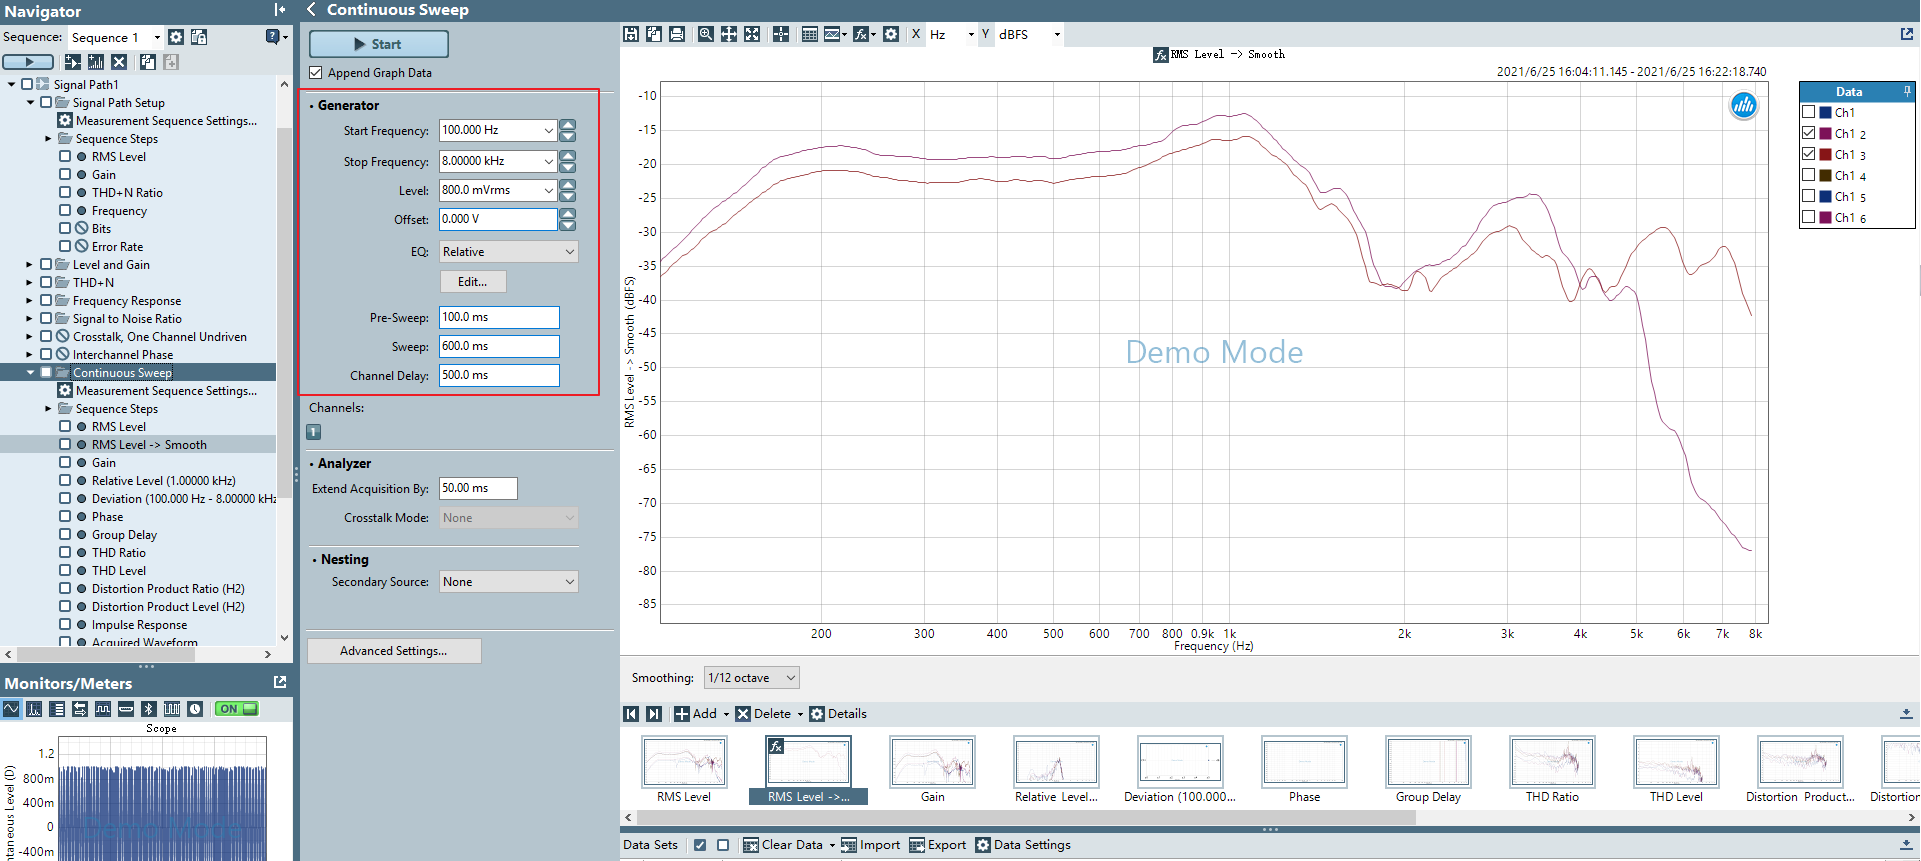 Navigator
Sequence: Sequence 1
Signal Path1
Signal Path Setup
Measurement Sequence Settings...
Sequence Steps
RMS Level
Gain
THD+N Ratio
Frequency
Bits
Error Rate
Level and Gain
THD+N
Frequency Response
Signal to Noise Ratio
Crosstalk, One Channel Undriven
Interchannel Phase
Continuous Sweep
Measurement Sequence Settings...
Sequence Steps
RMS Level
RMS Level -> Smooth
Gain
Relative Level (1.00000 kHz)
Deviation (100.000 Hz - 8.00000 kHz
Phase
Group Delay
THD Ratio
THD Level
Distortion Product Ratio (H2)
Distortion Product Level (H2)
Impulse Response
Acquired Waveform
Monitors/Meters
ON
Scope
1.2
800m
400m
0
-400m
ntaneous Level (D)
Continuous Sweep
Start
Append Graph Data
Generator
Start Frequency: 100.000 Hz
Stop Frequency: 8.00000 kHz
Level: 800.0 mVrms
Offset: 0.000 V
EQ: Relative
Edit...
Pre-Sweep: 100.0 ms
Sweep: 600.0 ms
Channel Delay: 500.0 ms
Channels:
1
Analyzer
Extend Acquisition By: 50.00 ms
Crosstalk Mode: None
Nesting
Secondary Source: None
Advanced Settings...
X Hz Y dBFS
fx RMS Level -> Smooth
2021/6/25 16:04:11.145 - 2021/6/25 16:22:18.740
-10
-15
-20
-25
-30
-35
-40
-45
-50
-55
-60
-65
-70
-75
-80
-85
RMS Level -> Smooth (dBFS)
Demo Mode
200 300 400 500 600 700 800 0.9k 1k 2k 3k 4k 5k 6k 7k 8k
Frequency (Hz)
Data
Ch1
Ch1 2
Ch1 3
Ch1 4
Ch1 5
Ch1 6
Smoothing: 1/12 octave
Add Delete Details
fx
RMS Level RMS Level ->... Gain Relative Level... Deviation (100.000... Phase Group Delay THD Ratio THD Level Distortion Product... Distortion
Data Sets Clear Data Import Export Data Settings